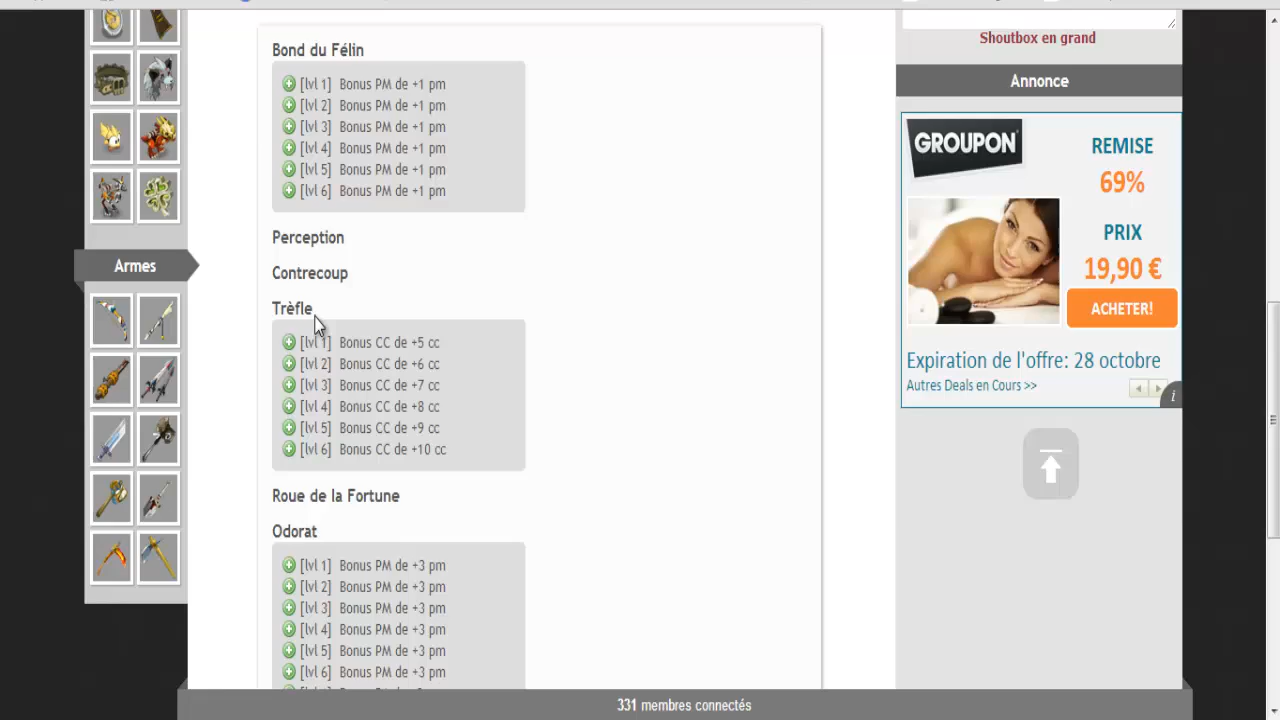 Bond du Félin
[lvl 1] Bonus PM de +1 pm
[lvl 2] Bonus PM de +1 pm
[lvl 3] Bonus PM de +1 pm
[lvl 4] Bonus PM de +1 pm
[lvl 5] Bonus PM de +1 pm
[lvl 6] Bonus PM de +1 pm
Perception
Contrecoup
Trèfle
[lvl 1] Bonus CC de +5 cc
[lvl 2] Bonus CC de +6 cc
[lvl 3] Bonus CC de +7 cc
[lvl 4] Bonus CC de +8 cc
[lvl 5] Bonus CC de +9 cc
[lvl 6] Bonus CC de +10 cc
Roue de la Fortune
Odorat
[lvl 1] Bonus PM de +3 pm
[lvl 2] Bonus PM de +3 pm
[lvl 3] Bonus PM de +3 pm
[lvl 4] Bonus PM de +3 pm
[lvl 5] Bonus PM de +3 pm
[lvl 6] Bonus PM de +3 pm
Armes
Shoutbox en grand
Annonce
GROUPON
REMISE
69%
PRIX
19,90 €
ACHETER!
Expiration de l'offre: 28 octobre
Autres Deals en Cours >>
i
331 membres connectés